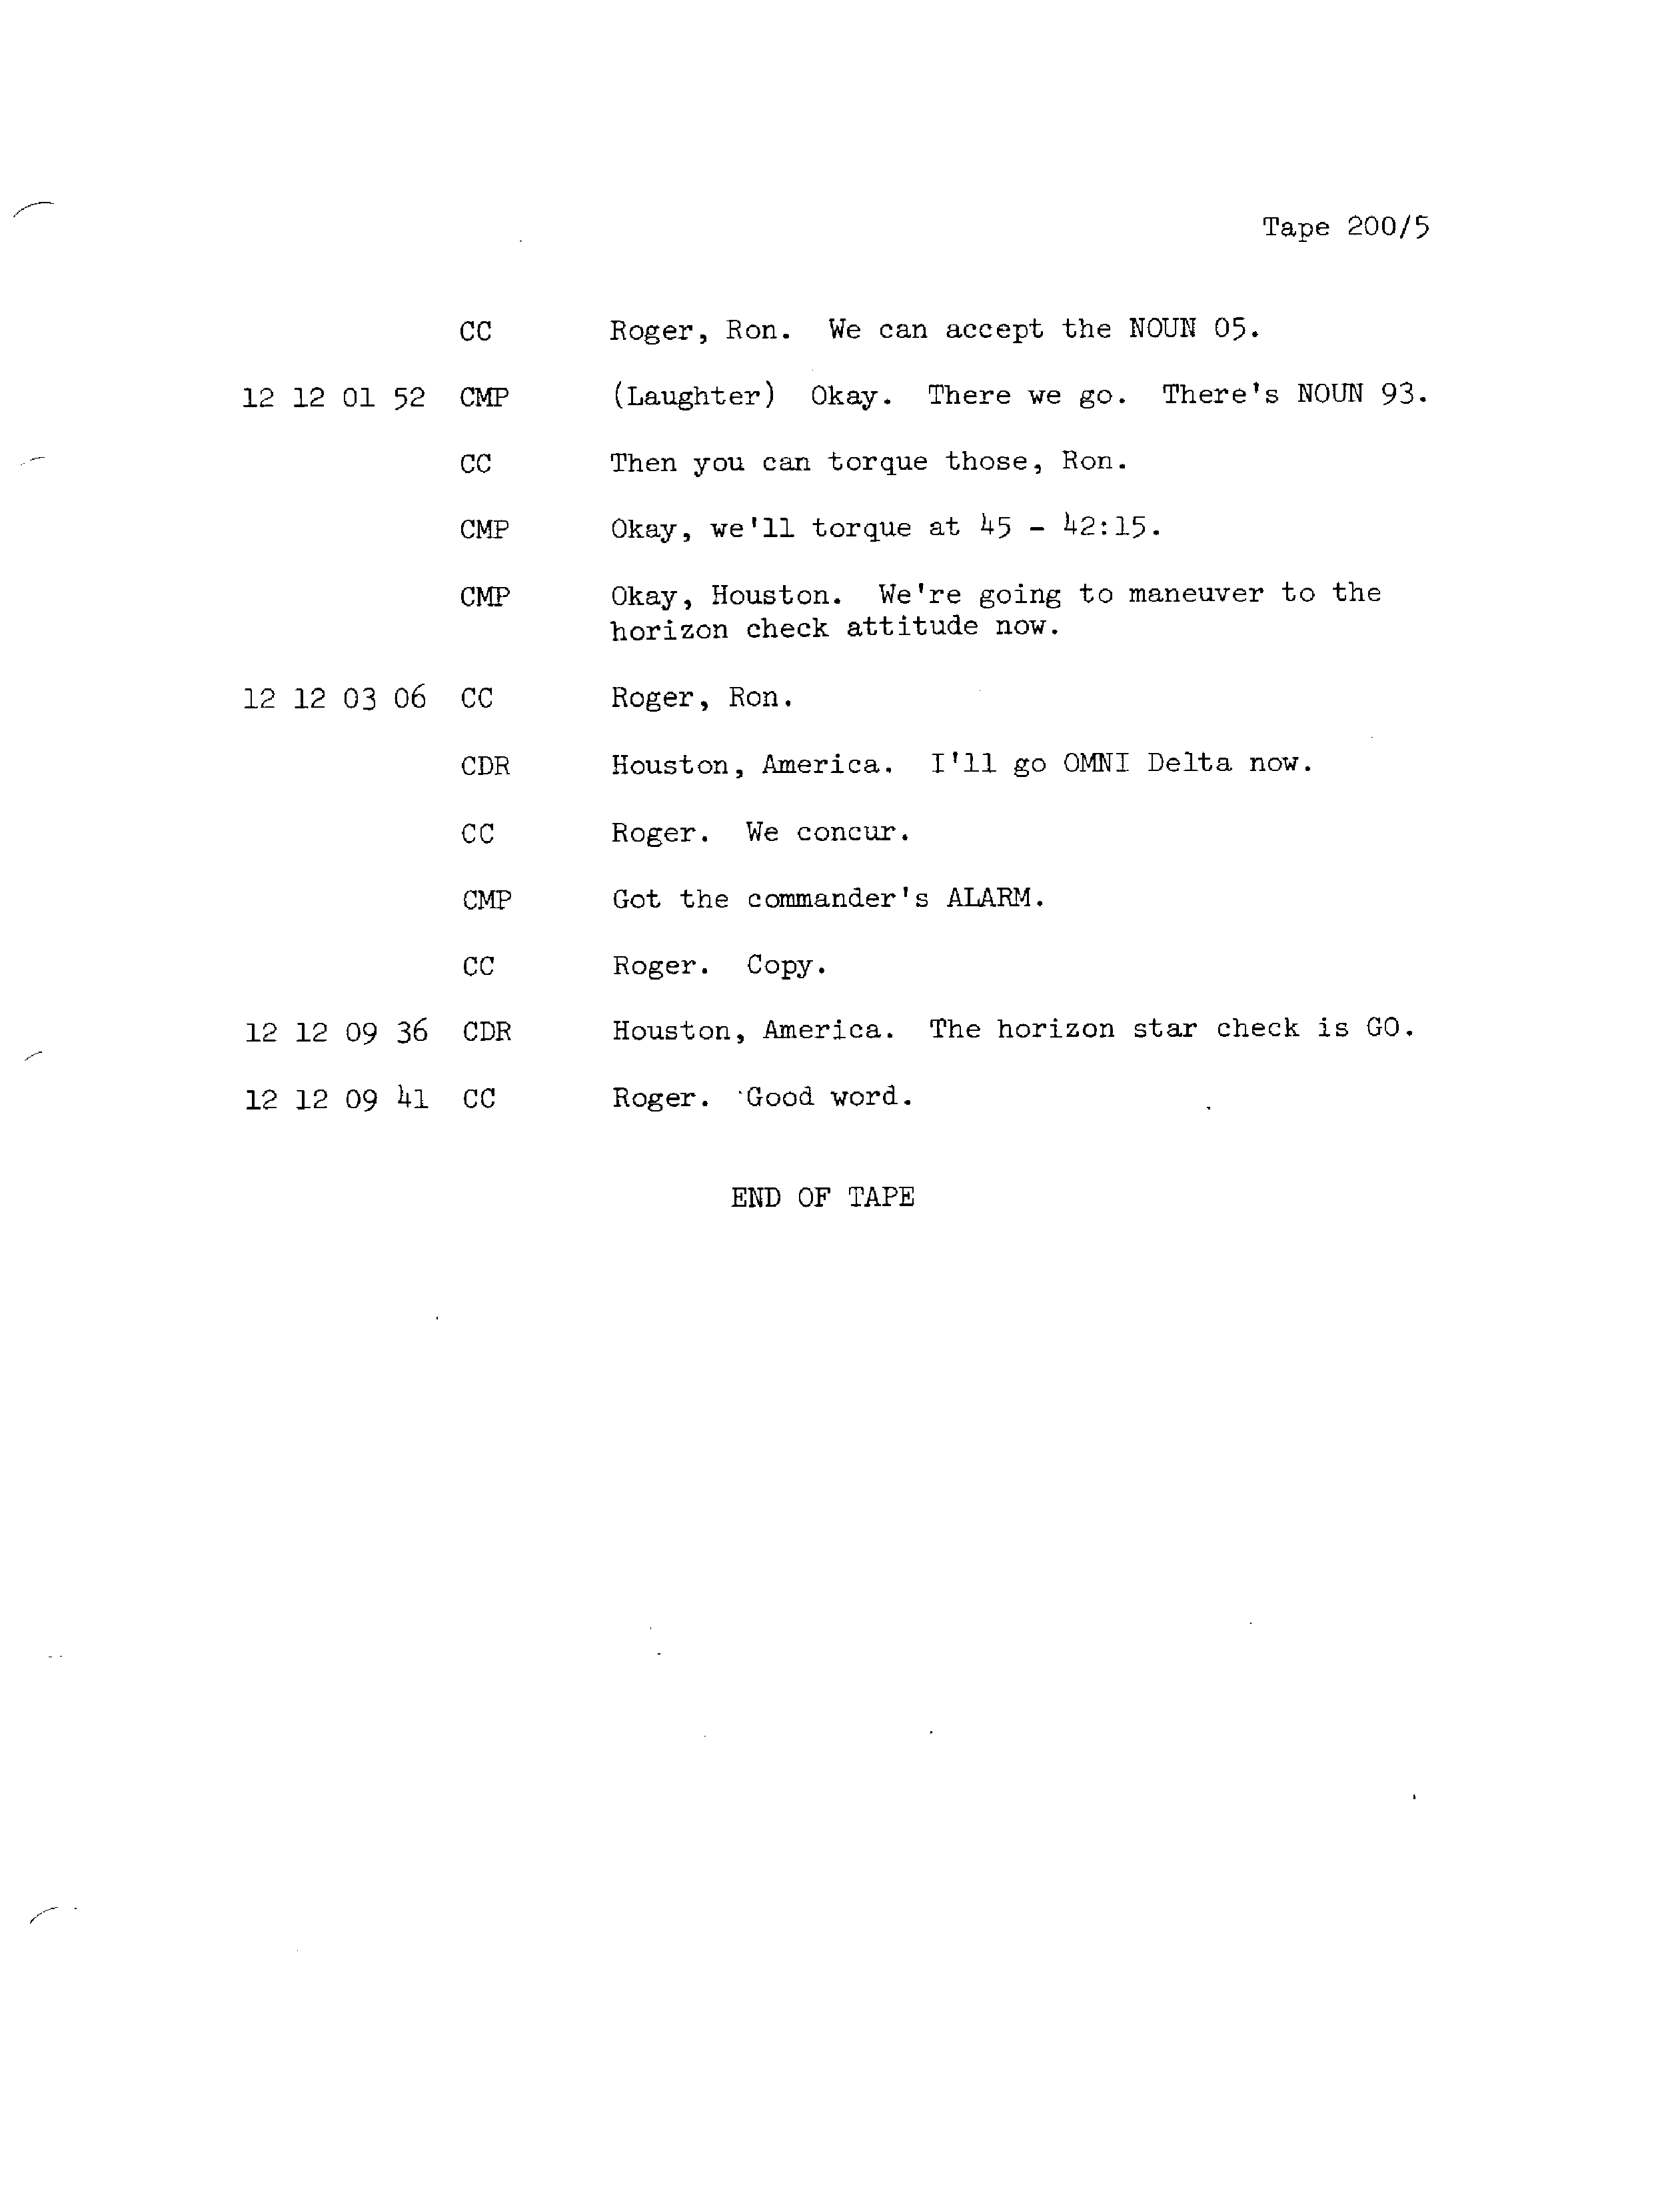 Tape 200/5
CC Roger, Ron. We can accept the NOUN 05.
12 12 01 52 CMP (Laughter) Okay. There we go. There's NOUN 93.
CC Then you can torque those, Ron.
CMP Okay, we'll torque at 45 - 42:15.
CMP Okay, Houston. We're going to maneuver to the
horizon check attitude now.
12 12 03 06 CC Roger, Ron.
CDR Houston, America. I'll go OMNI Delta now.
CC Roger. We concur.
CMP Got the commander's ALARM.
CC Roger. Copy.
12 12 09 36 CDR Houston, America. The horizon star check is GO.
12 12 09 41 CC Roger. Good word.
END OF TAPE